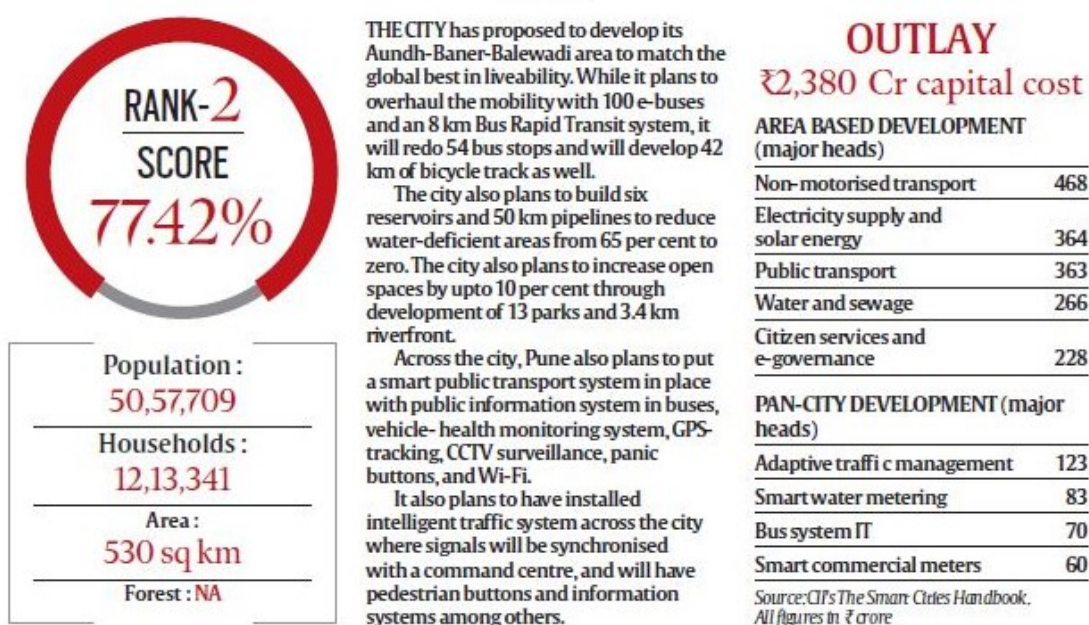 RANK-2
SCORE
77.42%
Population :
50,57,709
Households :
12,13,341
Area :
530 sq km
Forest : NA
THE CITY has proposed to develop its
Aundh-Baner-Balewadi area to match the
global best in liveability. While it plans to
overhaul the mobility with 100 e-buses
and an 8 km Bus Rapid Transit system, it
will redo 54 bus stops and will develop 42
km of bicycle track as well.
The city also plans to build six
reservoirs and 50 km pipelines to reduce
water-deficient areas from 65 per cent to
zero. The city also plans to increase open
spaces by upto 10 per cent through
development of 13 parks and 3.4 km
riverfront.
Across the city, Pune also plans to put
a smart public transport system in place
with public information system in buses,
vehicle- health monitoring system, GPS-
tracking, CCTV surveillance, panic
buttons, and Wi-Fi.
It also plans to have installed
intelligent traffic system across the city
where signals will be synchronised
with a command centre, and will have
pedestrian buttons and information
systems among others.
OUTLAY
₹2,380 Cr capital cost
AREA BASED DEVELOPMENT
(major heads)
Non-motorised transport 468
Electricity supply and
solar energy 364
Public transport 363
Water and sewage 266
Citizen services and
e-governance 228
PAN-CITY DEVELOPMENT (major
heads)
Adaptive traffi c management 123
Smart water metering 83
Bus system IT 70
Smart commercial meters 60
Source: CII's The Smart Cities Handbook,
All figures in ₹ crore